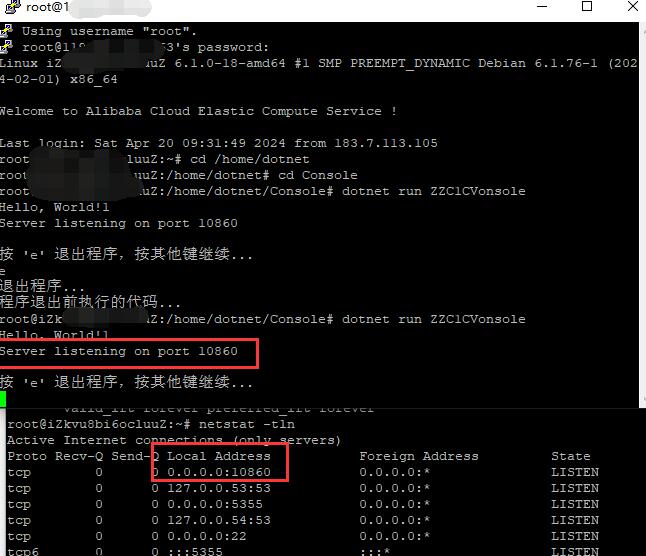 root@1
Using username "root".
root@119 53's password:
Linux iZ luuZ 6.1.0-18-amd64 #1 SMP PREEMPT_DYNAMIC Debian 6.1.76-1 (202
4-02-01) x86_64
Welcome to Alibaba Cloud Elastic Compute Service !
Last login: Sat Apr 20 09:31:49 2024 from 183.7.113.105
root cluuZ:~# cd /home/dotnet
root luuZ:/home/dotnet# cd Console
root luuZ:/home/dotnet/Console# dotnet run ZZC1CVonsole
Hello, World!1
Server listening on port 10860
按 'e' 退出程序，按其他键继续...
e
退出程序...
程序退出前执行的代码...
root@iZk uuZ:/home/dotnet/Console# dotnet run ZZC1CVonsole
Hello, World!1
Server listening on port 10860
按 'e' 退出程序，按其他键继续...
valid_lft forever preferred_lft forever
root@iZkvu8bi6ocluuZ:~# netstat -tln
Active Internet connections (only servers)
Proto Recv-Q Send-Q Local Address Foreign Address State
tcp 0 0 0.0.0.0:10860 0.0.0.0:* LISTEN
tcp 0 0 127.0.0.53:53 0.0.0.0:* LISTEN
tcp 0 0 0.0.0.0:5355 0.0.0.0:* LISTEN
tcp 0 0 127.0.0.54:53 0.0.0.0:* LISTEN
tcp 0 0 0.0.0.0:22 0.0.0.0:* LISTEN
tcp6 0 0 :::5355 :::* LISTEN